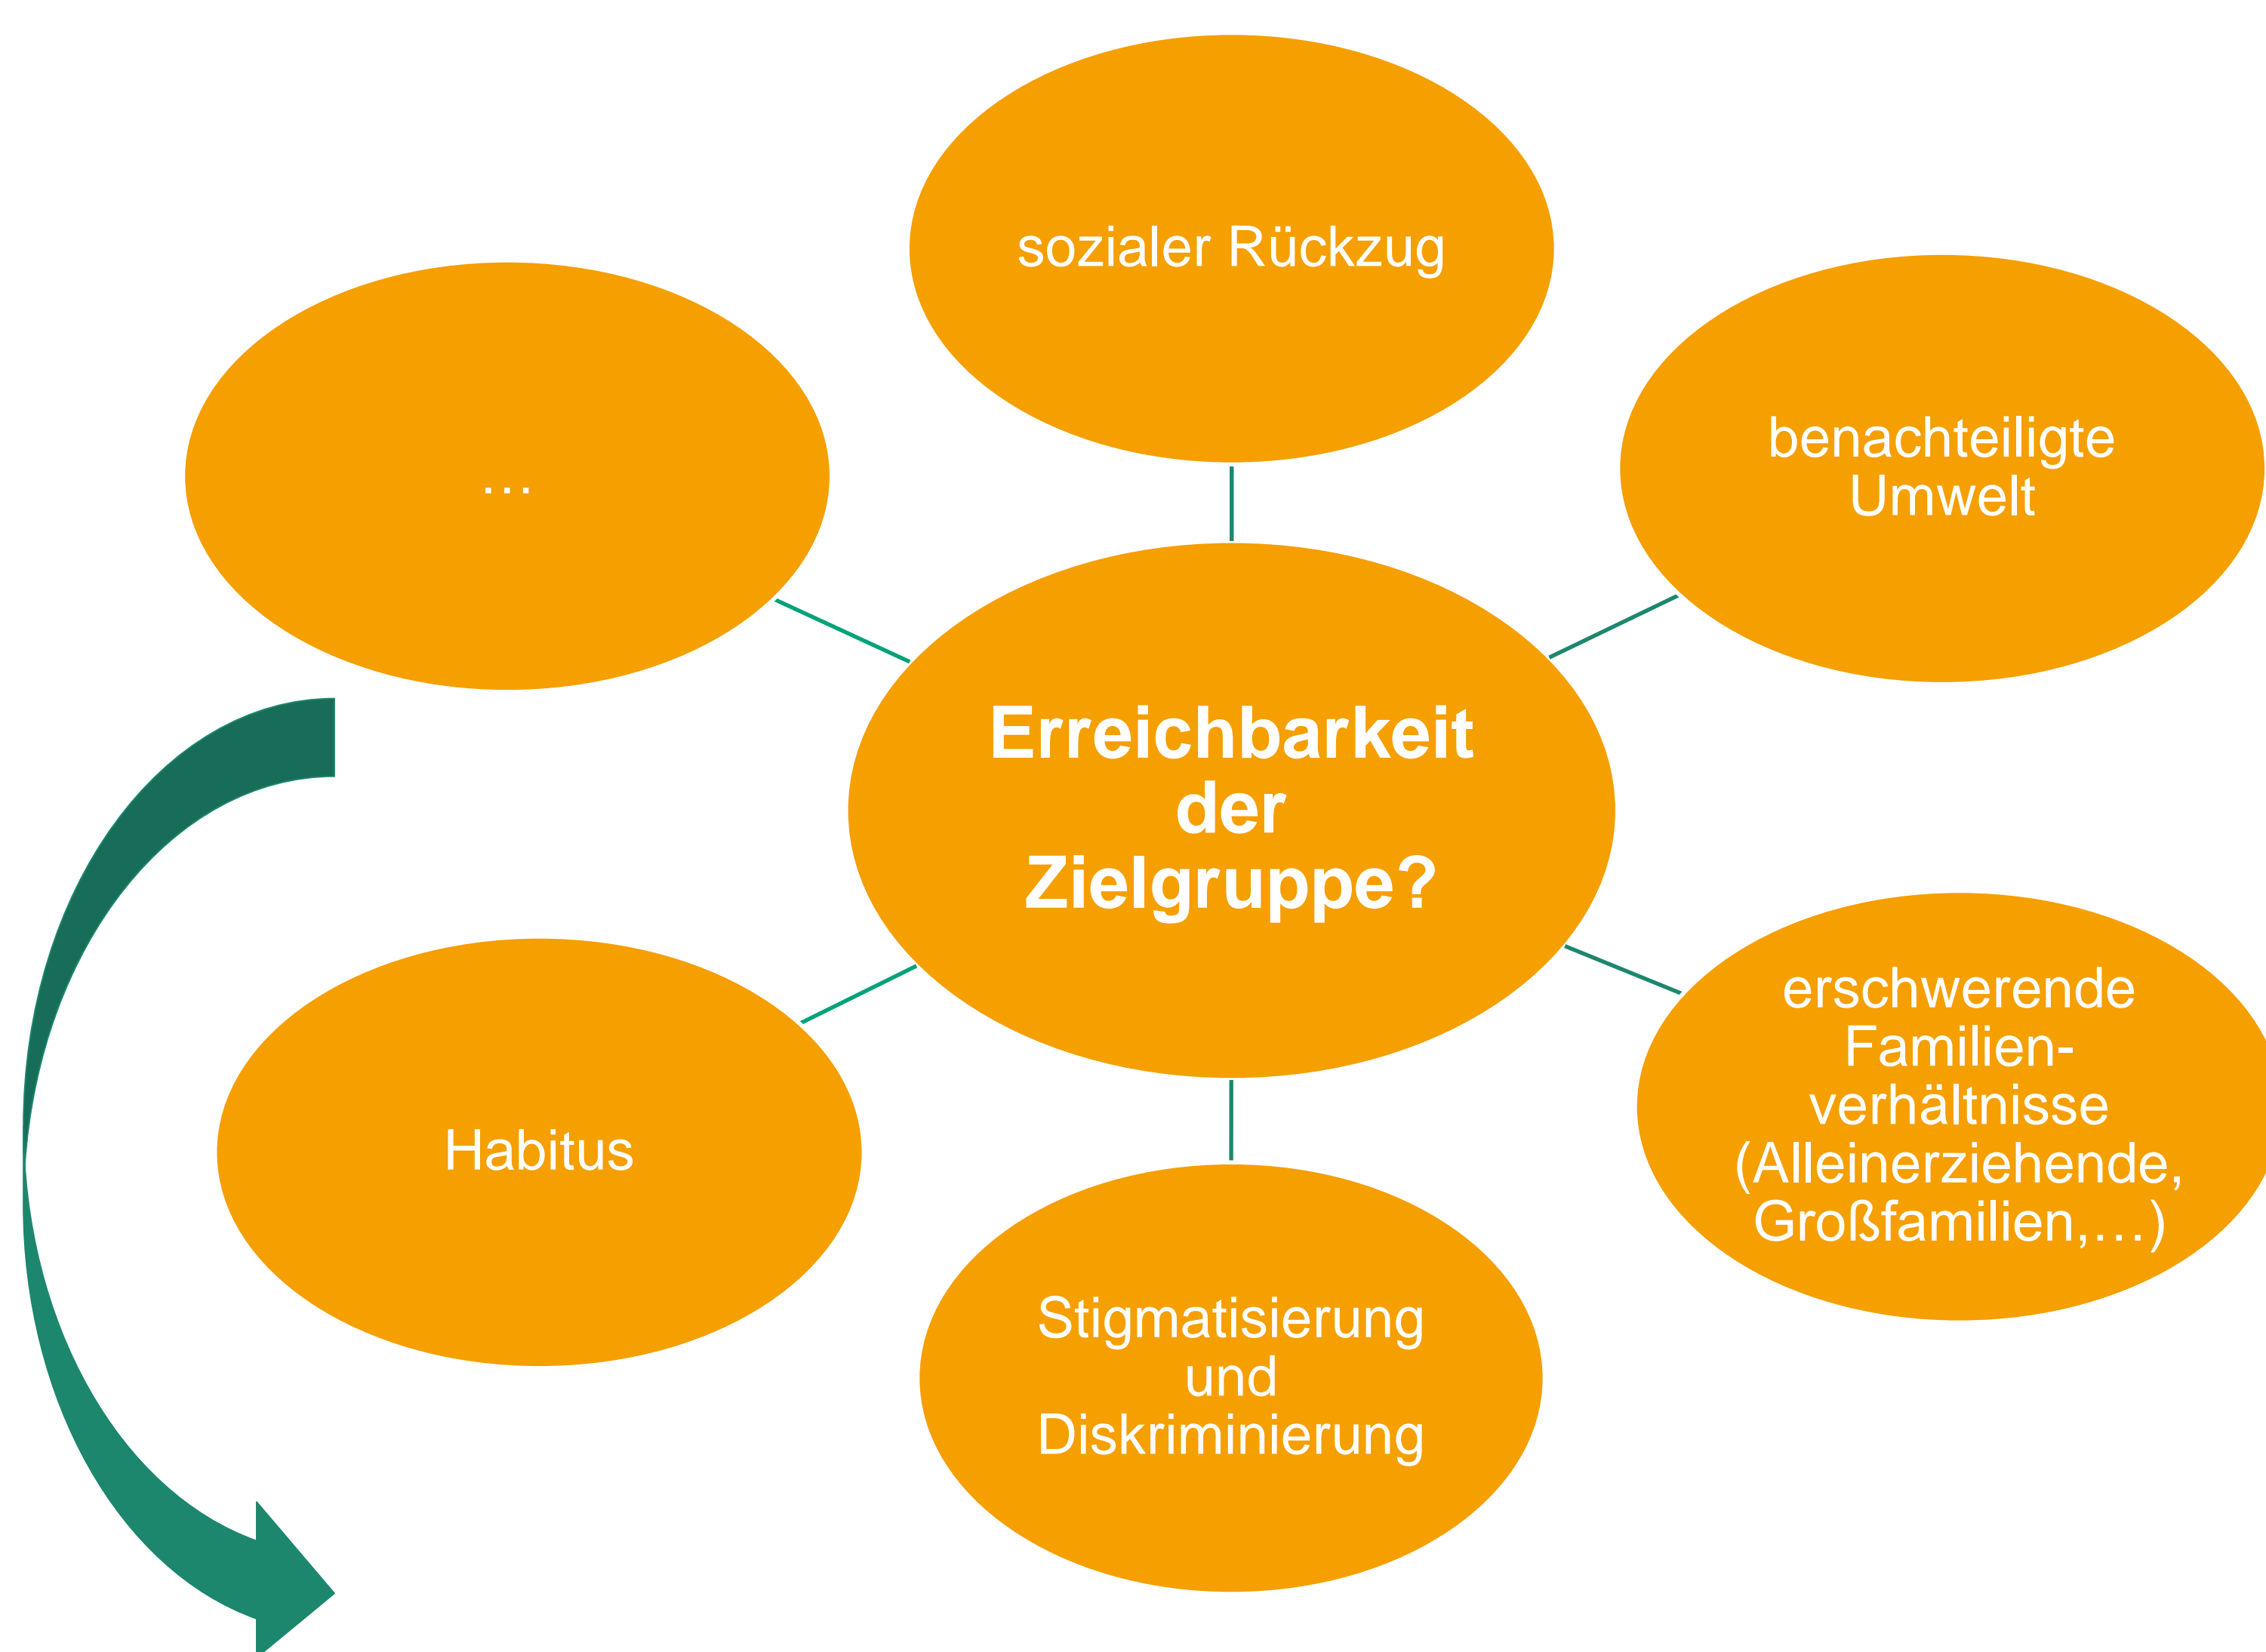 sozialer Rückzug
benachteiligte
Umwelt
…
Erreichbarkeit
der
Zielgruppe?
erschwerende
Familien-
verhältnisse
(Alleinerziehende,
Großfamilien,…)
Habitus
Stigmatisierung
und
Diskriminierung